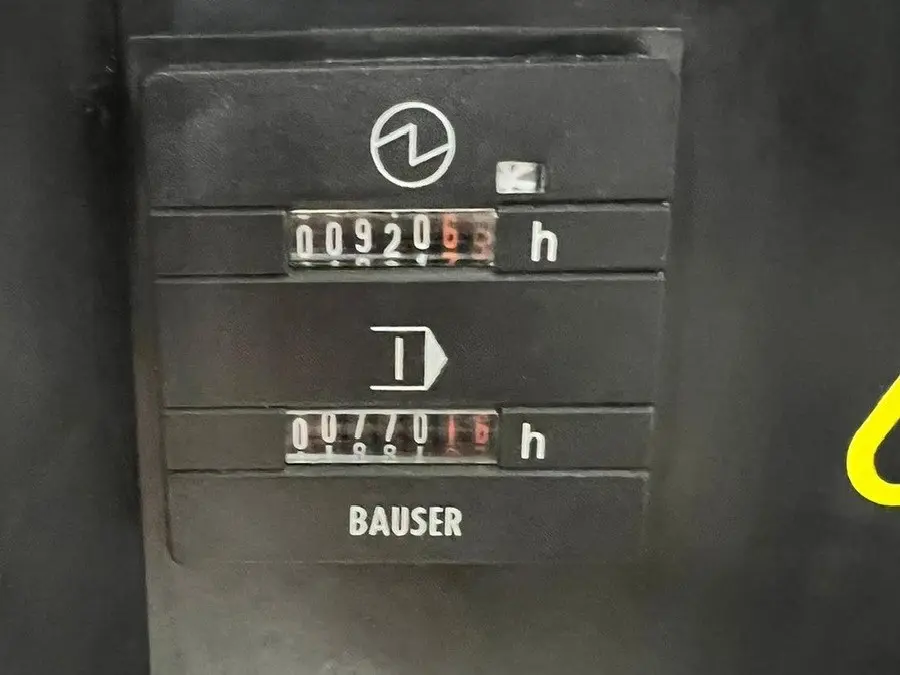 0092063 h
I
0077016 h
BAUSER